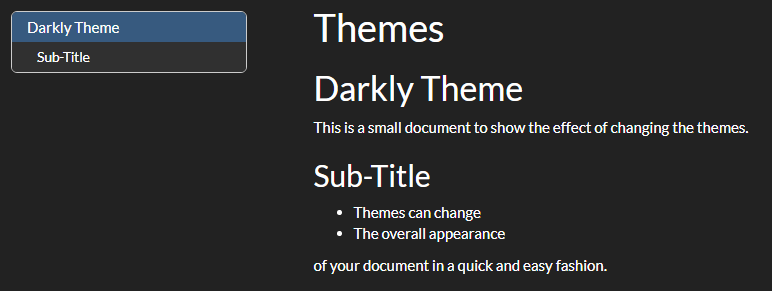 Darkly Theme
Sub-Title
Themes
Darkly Theme
This is a small document to show the effect of changing the themes.
Sub-Title
• Themes can change
• The overall appearance
of your document in a quick and easy fashion.